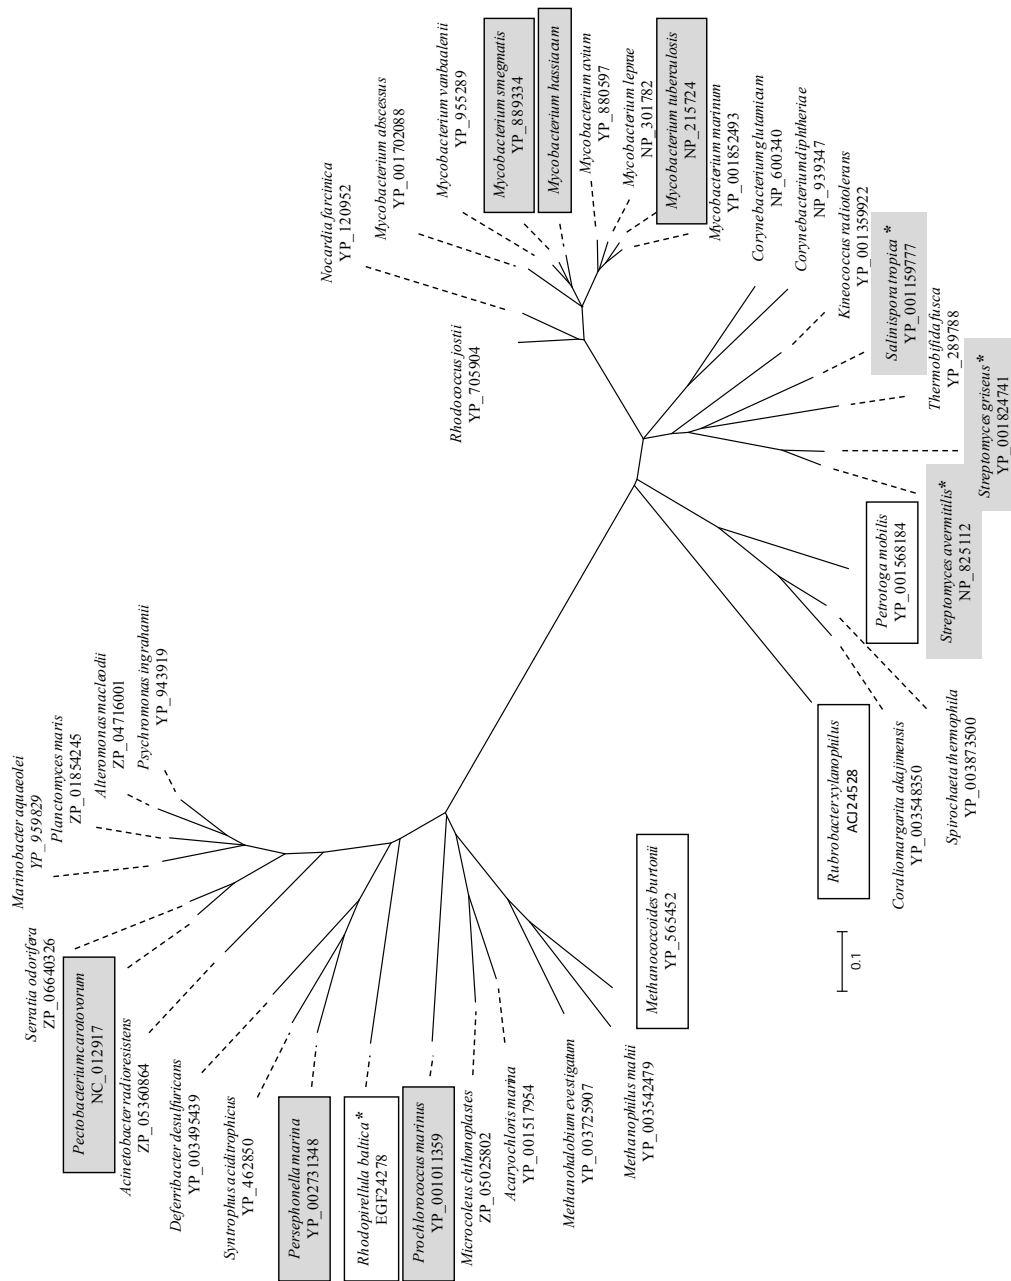 Nocardia farcinica
YP_120952
Mycobacterium abscessus
YP_001702088
Mycobacterium vanbaalenii
YP_955289
Mycobacterium smegmatis
YP_889334
Mycobacterium hassiacum
Mycobacterium avium
YP_880597
Mycobacterium leprae
NP_301782
Mycobacterium tuberculosis
NP_215724
Mycobacterium marinum
YP_001852493
Corynebacterium glutamicum
NP_600340
Corynebacterium diphtheriae
NP_939347
Kineococcus radiotolerans
YP_001359922
Salinispora tropica*
YP_001159777
Thermobifida fusca
YP_289788
Streptomyces griseus*
YP_001824741
Streptomyces avermitilis*
NP_825112
Petrotoga mobilis
YP_001568184
Spirochaeta thermophila
YP_003873500
Coraliomargarita akajimensis
YP_003548350
Rubrobacter xylanophilus
ACJ24528
0.1
Rhodococcus jostii
YP_705904
Psychromonas ingrahamii
YP_943919
Alteromonas macleodii
ZP_04716001
Planctomyces maris
ZP_01854245
Marinobacter aquaeolei
YP_959829
Serratia odorifera
ZP_06640326
Pectobacterium carotovorum
NC_012917
Acinetobacter radioresistens
ZP_05360864
Deferribacter desulfuricans
YP_003495439
Syntrophus aciditrophicus
YP_462850
Persephonella marina
YP_002731348
Rhodopirellula baltica*
EGF24278
Prochlorococcus marinus
YP_001011359
Microcoleus chthonoplastes
ZP_05025802
Acaryochloris marina
YP_001517954
Methanohalobium evestigatum
YP_003725907
Methanophilus mahii
YP_003542479
Methanococcoides burtonii
YP_565452